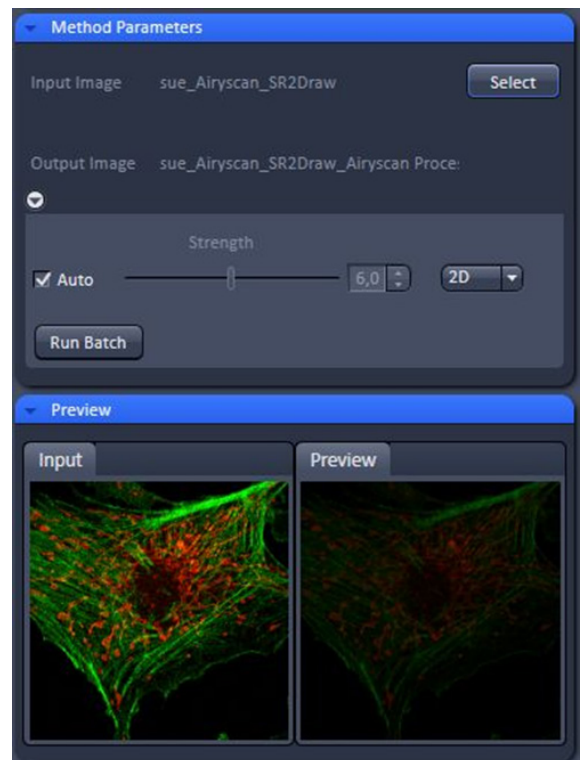 Method Parameters
Input Image sue_Airyscan_SR2Draw Select
Output Image sue_Airyscan_SR2Draw_Airyscan Proce:
Strength
Auto 6,0 2D
Run Batch
Preview
Input Preview